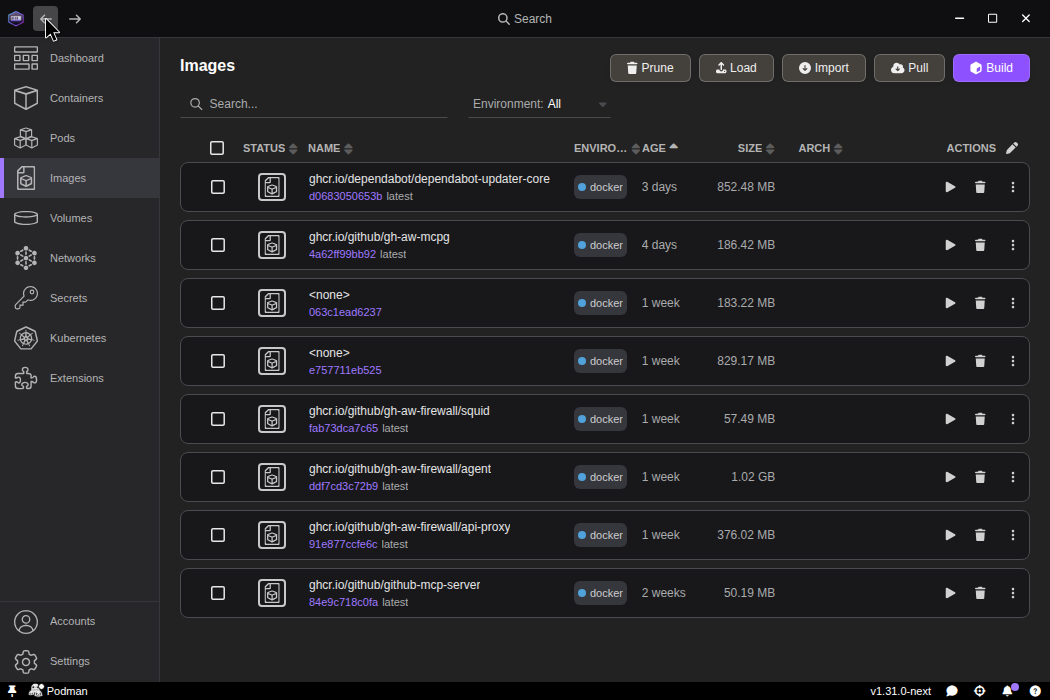 Search
Dashboard
Containers
Pods
Images
Volumes
Networks
Secrets
Kubernetes
Extensions
Accounts
Settings
Images
Prune
Load
Import
Pull
Build
Search...
Environment: All
STATUS NAME ENVIRO... AGE SIZE ARCH ACTIONS
ghcr.io/dependabot/dependabot-updater-core
d0683050653b latest
docker 3 days 852.48 MB
ghcr.io/github/gh-aw-mcpg
4a62ff99bb92 latest
docker 4 days 186.42 MB
<none>
063c1ead6237
docker 1 week 183.22 MB
<none>
e757711eb525
docker 1 week 829.17 MB
ghcr.io/github/gh-aw-firewall/squid
fab73dca7c65 latest
docker 1 week 57.49 MB
ghcr.io/github/gh-aw-firewall/agent
ddf7cd3c72b9 latest
docker 1 week 1.02 GB
ghcr.io/github/gh-aw-firewall/api-proxy
91e877ccfe6c latest
docker 1 week 376.02 MB
ghcr.io/github/github-mcp-server
84e9c718c0fa latest
docker 2 weeks 50.19 MB
Podman
v1.31.0-next